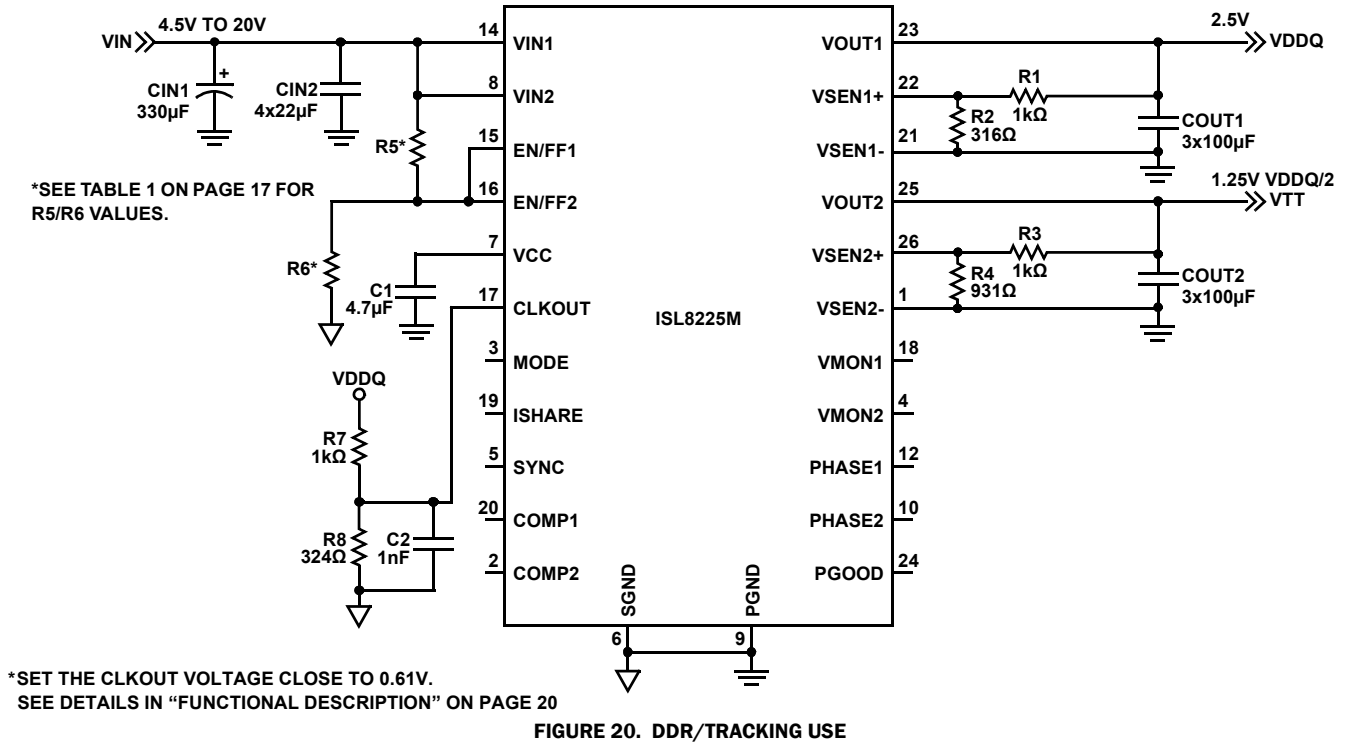 4.5V TO 20V
VIN
CIN1
330µF
+
CIN2
4x22µF
R5*
*SEE TABLE 1 ON PAGE 17 FOR
R5/R6 VALUES.
R6*
C1
4.7µF
VDDQ
R7
1kΩ
R8
324Ω
C2
1nF
14 VIN1
8 VIN2
15 EN/FF1
16 EN/FF2
7 VCC
17 CLKOUT
3 MODE
19 ISHARE
5 SYNC
20 COMP1
2 COMP2
ISL8225M
SGND
6
PGND
9
VOUT1 23
VSEN1+ 22
VSEN1- 21
VOUT2 25
VSEN2+ 26
VSEN2- 1
VMON1 18
VMON2 4
PHASE1 12
PHASE2 10
PGOOD 24
2.5V
VDDQ
R1
1kΩ
R2
316Ω
COUT1
3x100µF
1.25V VDDQ/2
VTT
R3
1kΩ
R4
931Ω
COUT2
3x100µF
*SET THE CLKOUT VOLTAGE CLOSE TO 0.61V.
SEE DETAILS IN “FUNCTIONAL DESCRIPTION” ON PAGE 20
FIGURE 20. DDR/TRACKING USE